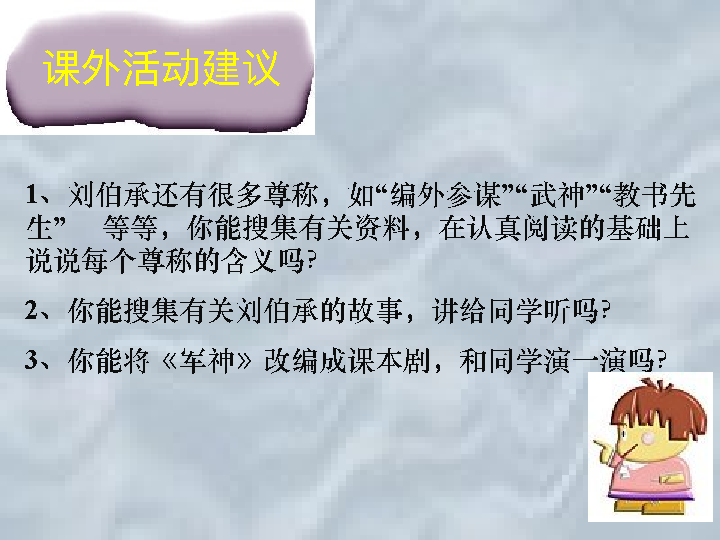 课外活动建议
1、刘伯承还有很多尊称，如“编外参谋”“武神”“教书先
生”　等等，你能搜集有关资料，在认真阅读的基础上
说说每个尊称的含义吗?
2、你能搜集有关刘伯承的故事，讲给同学听吗?
3、你能将《军神》改编成课本剧，和同学演一演吗?